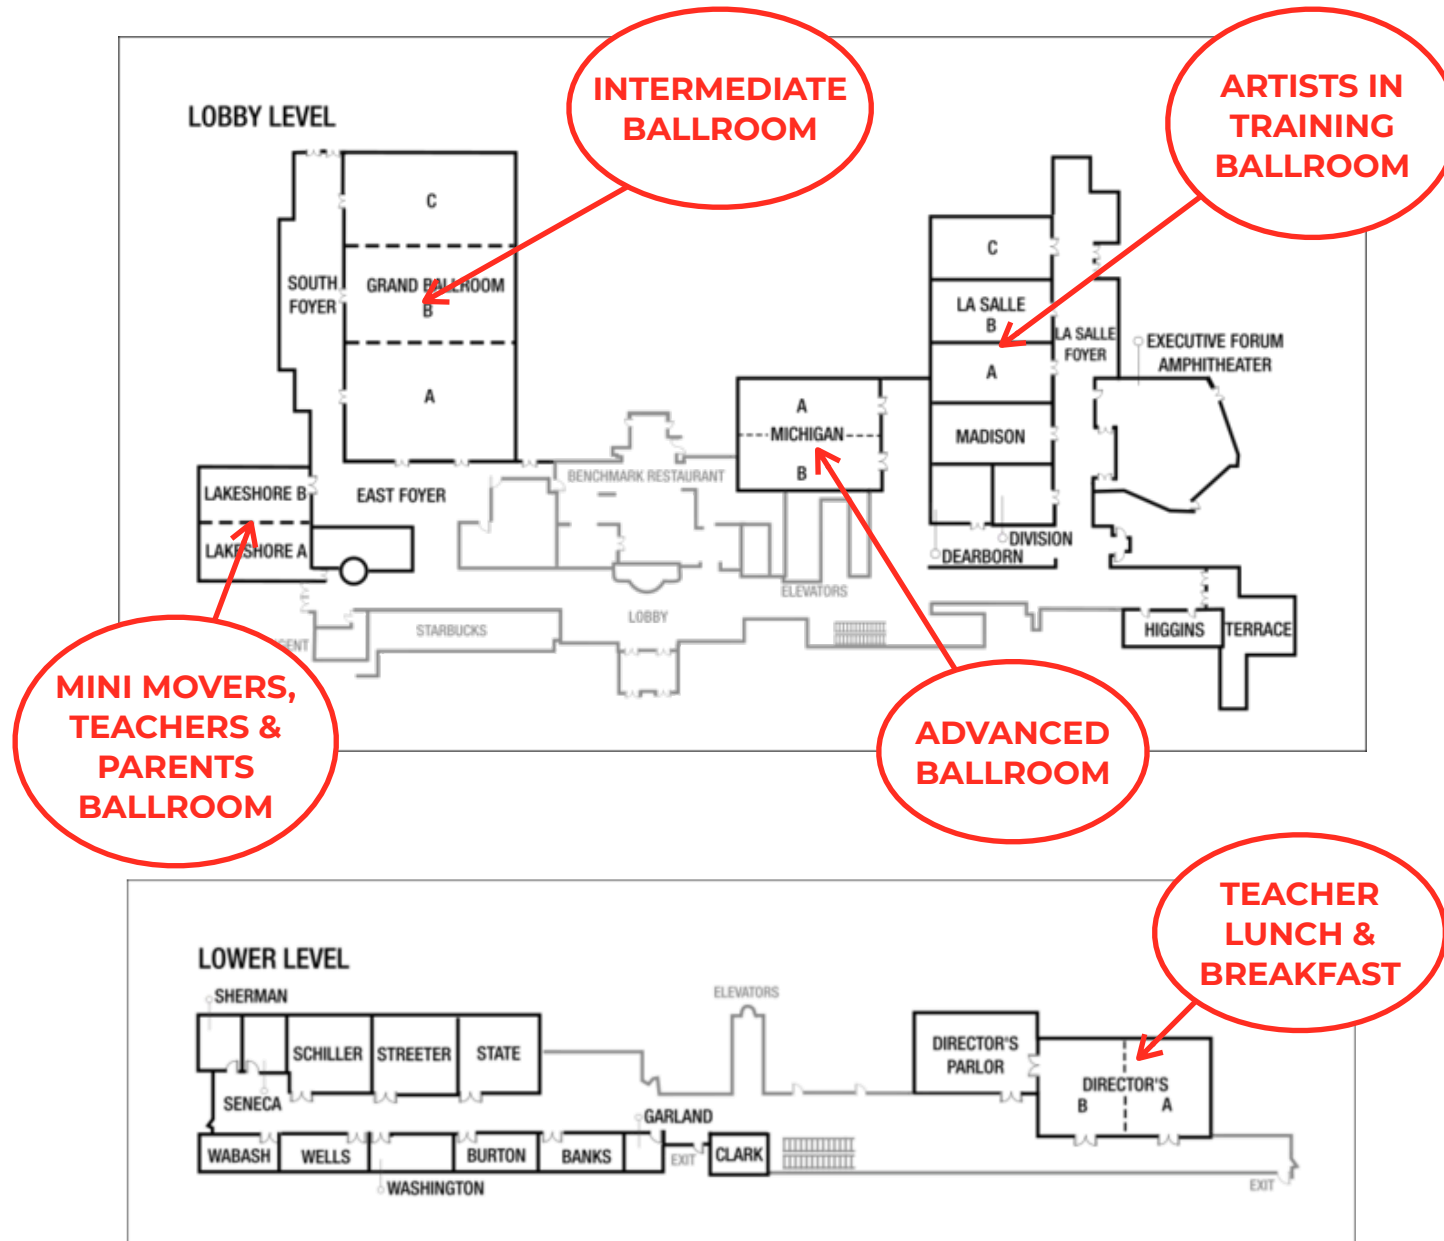 INTERMEDIATE
BALLROOM
ARTISTS IN
TRAINING
BALLROOM
LOBBY LEVEL
C
SOUTH
FOYER
GRAND BALLROOM
B
A
C
LA SALLE
B
LA SALLE
FOYER
A
EXECUTIVE FORUM
AMPHITHEATER
A
MICHIGAN
B
MADISON
BENCHMARK RESTAURANT
LAKESHORE B
EAST FOYER
LAKESHORE A
DIVISION
DEARBORN
ELEVATORS
LOBBY
STARBUCKS
HIGGINS
TERRACE
MINI MOVERS,
TEACHERS &
PARENTS
BALLROOM
ADVANCED
BALLROOM
TEACHER
LUNCH &
BREAKFAST
LOWER LEVEL
SHERMAN
ELEVATORS
SCHILLER
STREETER
STATE
DIRECTOR'S
PARLOR
DIRECTOR'S
B
A
SENECA
GARLAND
WABASH
WELLS
BURTON
BANKS
EXIT
CLARK
WASHINGTON
EXIT